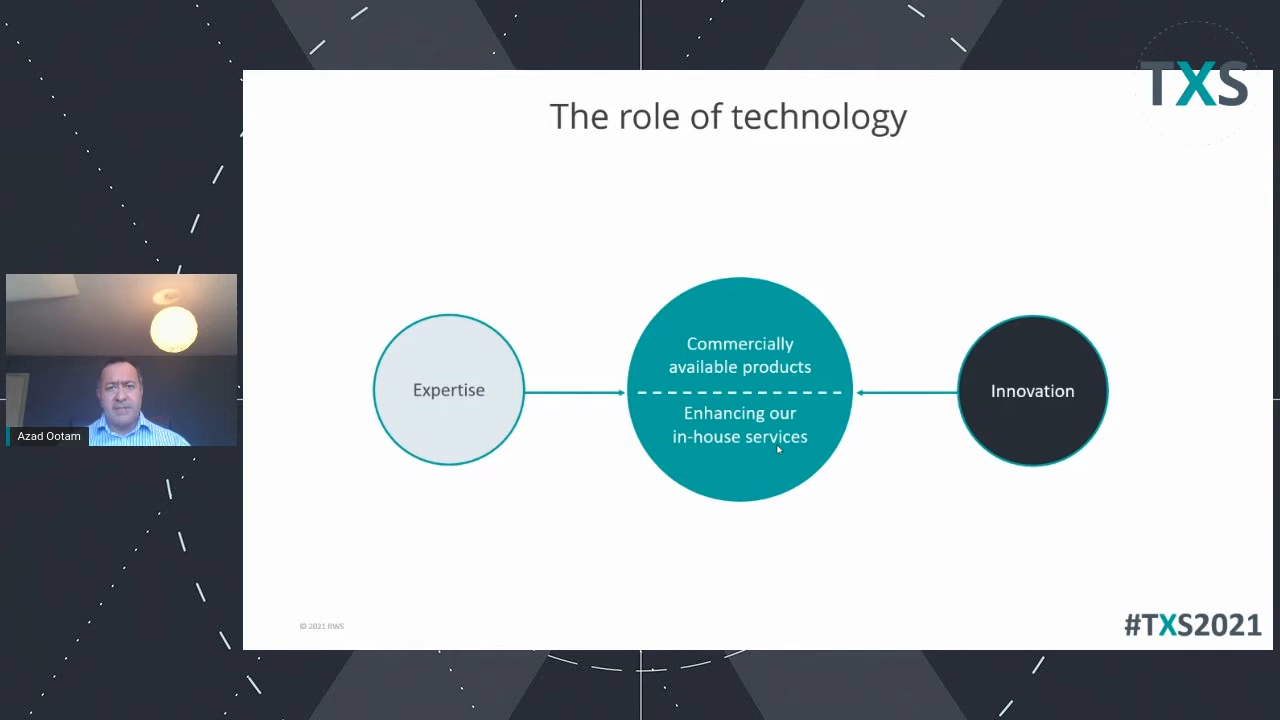 TXS
The role of technology
Expertise
Commercially
available products
Enhancing our
in-house services
Innovation
Azad Ootam
© 2021 RWS
#TXS2021